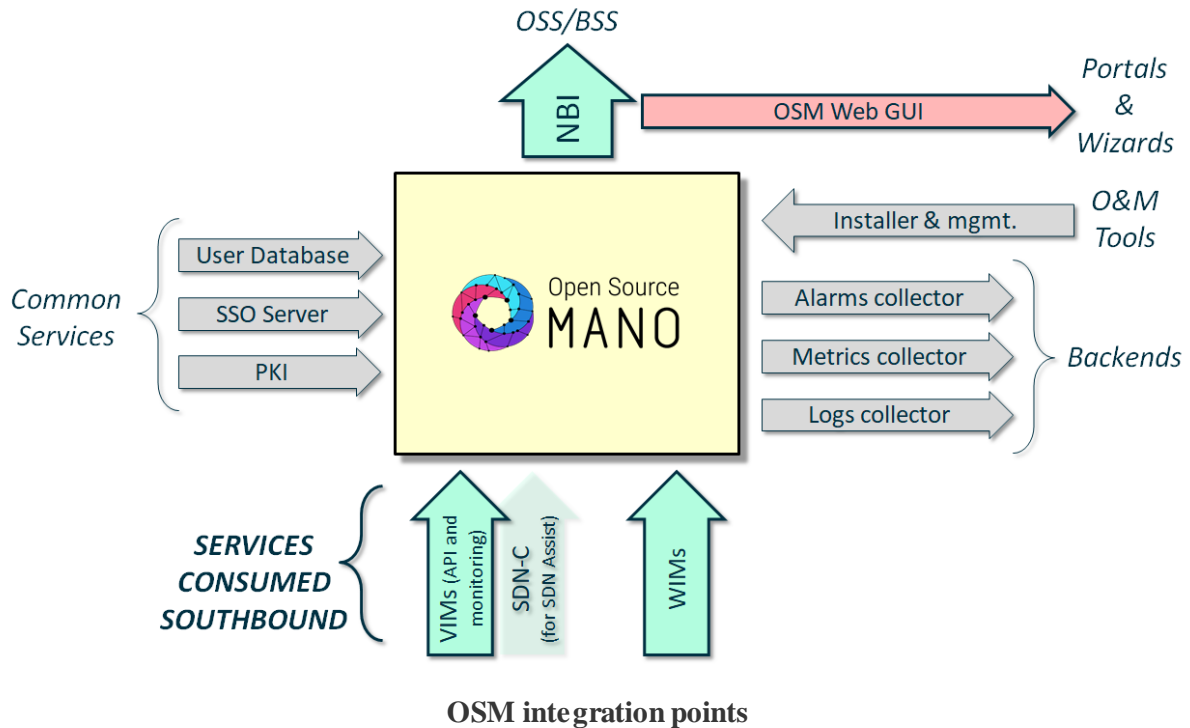 OSS/BSS
NBI
OSM Web GUI
Portals
&
Wizards
Installer & mgmt.
O&M
Tools
Common
Services
User Database
SSO Server
PKI
Open Source
MANO
Alarms collector
Metrics collector
Logs collector
Backends
SERVICES
CONSUMED
SOUTHBOUND
VIMs (API and
monitoring)
SDN-C
(for SDN Assist)
WIMs
OSM integration points